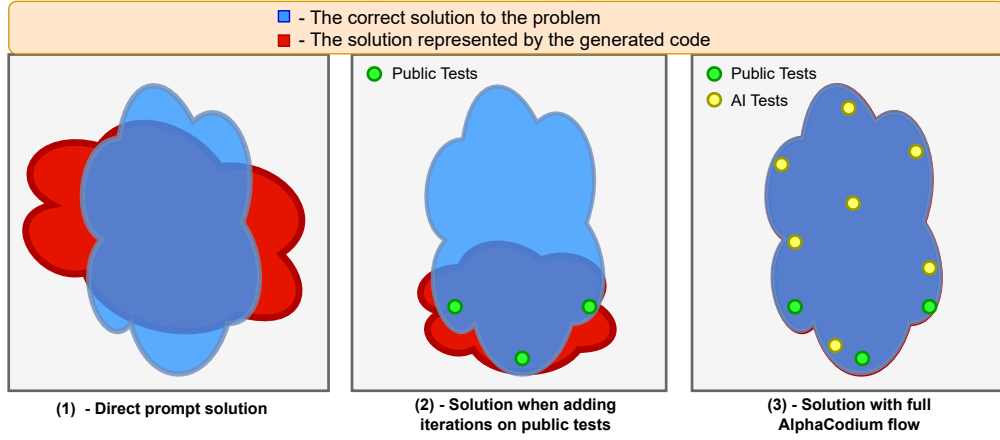 - The correct solution to the problem
- The solution represented by the generated code
Public Tests
Public Tests
AI Tests
(1) - Direct prompt solution
(2) - Solution when adding
iterations on public tests
(3) - Solution with full
AlphaCodium flow